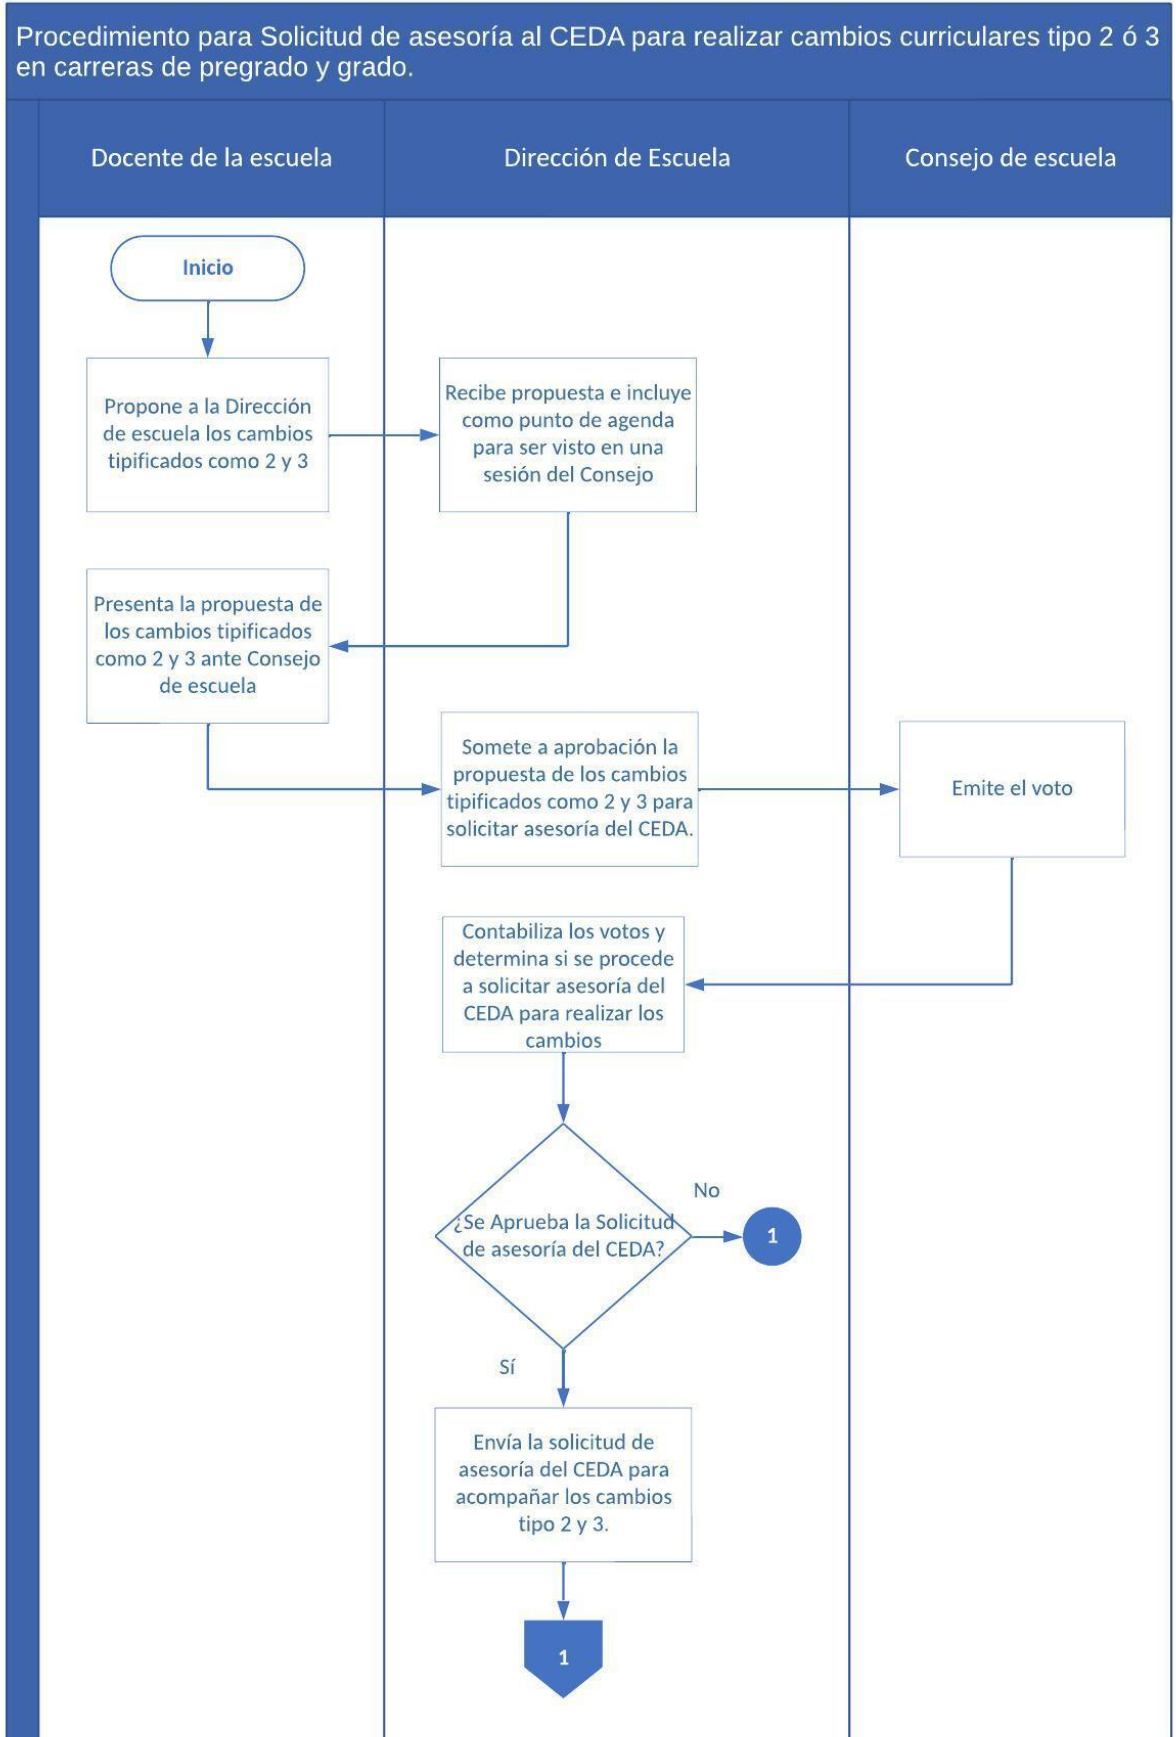 Procedimiento para Solicitud de asesoría al CEDA para realizar cambios curriculares tipo 2 ó 3
en carreras de pregrado y grado.
Docente de la escuela
Dirección de Escuela
Consejo de escuela
Inicio
Propone a la Dirección
de escuela los cambios
tipificados como 2 y 3
Recibe propuesta e incluye
como punto de agenda
para ser visto en una
sesión del Consejo
Presenta la propuesta de
los cambios tipificados
como 2 y 3 ante Consejo
de escuela
Somete a aprobación la
propuesta de los cambios
tipificados como 2 y 3 para
solicitar asesoría del CEDA.
Emite el voto
Contabiliza los votos y
determina si se procede
a solicitar asesoría del
CEDA para realizar los
cambios
¿Se Aprueba la Solicitud
de asesoría del CEDA?
No
1
Sí
Envía la solicitud de
asesoría del CEDA para
acompañar los cambios
tipo 2 y 3.
1